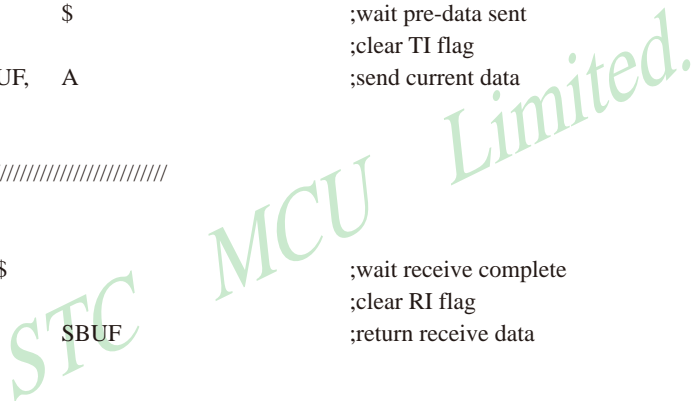 $ ;wait pre-data sent
;clear TI flag
UF, A ;send current data
/////////////////////////
$ ;wait receive complete
;clear RI flag
SBUF ;return receive data
STC MCU Limited.